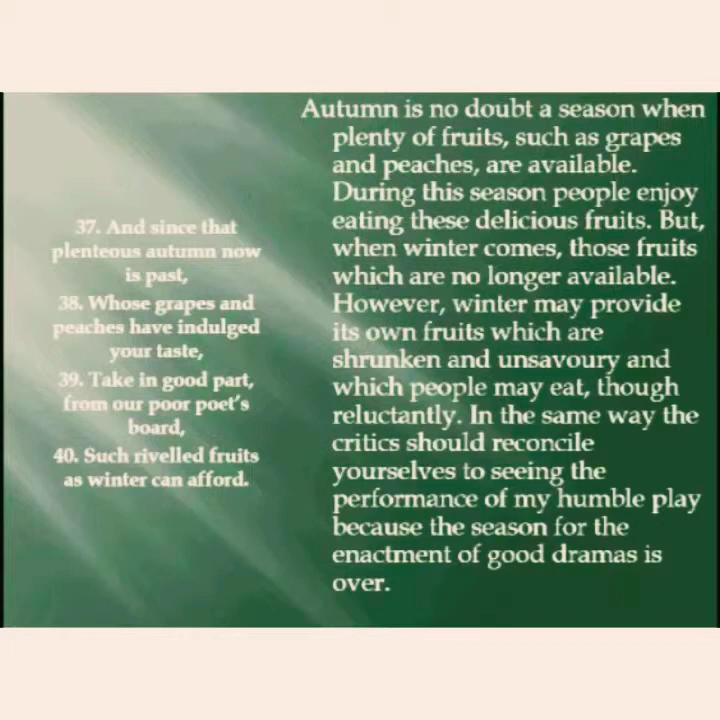 37. And since that
plenteous autumn now
is past,
38. Whose grapes and
peaches have indulged
your taste,
39. Take in good part,
from our poor poet's
board,
40. Such rivelled fruits
as winter can afford.
Autumn is no doubt a season when
plenty of fruits, such as grapes
and peaches, are available.
During this season people enjoy
eating these delicious fruits. But,
when winter comes, those fruits
which are no longer available.
However, winter may provide
its own fruits which are
shrunken and unsavoury and
which people may eat, though
reluctantly. In the same way the
critics should reconcile
yourselves to seeing the
performance of my humble play
because the season for the
enactment of good dramas is
over.